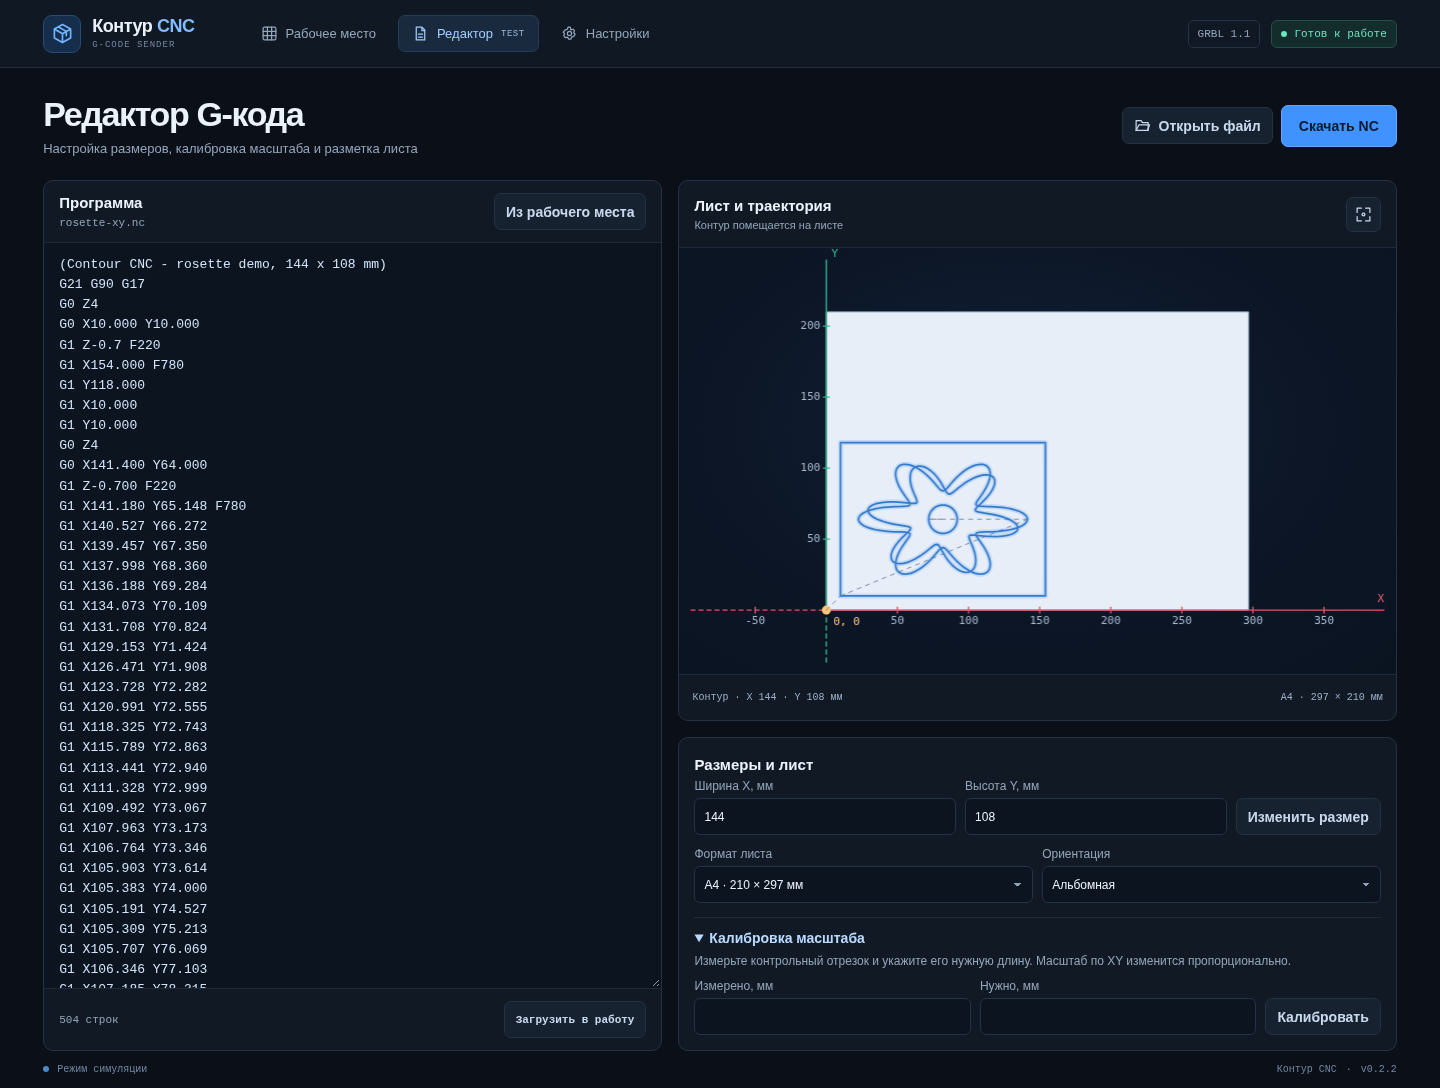 Контур CNC
G-CODE SENDER
Рабочее место
Редактор TEST
Настройки
GRBL 1.1
Готов к работе
Редактор G-кода
Настройка размеров, калибровка масштаба и разметка листа
Открыть файл
Скачать NC
Программа
rosette-xy.nc
Из рабочего места
(Contour CNC - rosette demo, 144 x 108 mm)
G21 G90 G17
G0 Z4
G0 X10.000 Y10.000
G1 Z-0.7 F220
G1 X154.000 F780
G1 Y118.000
G1 X10.000
G1 Y10.000
G0 Z4
G0 X141.400 Y64.000
G1 Z-0.700 F220
G1 X141.180 Y65.148 F780
G1 X140.527 Y66.272
G1 X139.457 Y67.350
G1 X137.998 Y68.360
G1 X136.188 Y69.284
G1 X134.073 Y70.109
G1 X131.708 Y70.824
G1 X129.153 Y71.424
G1 X126.471 Y71.908
G1 X123.728 Y72.282
G1 X120.991 Y72.555
G1 X118.325 Y72.743
G1 X115.789 Y72.863
G1 X113.441 Y72.940
G1 X111.328 Y72.999
G1 X109.492 Y73.067
G1 X107.963 Y73.173
G1 X106.764 Y73.346
G1 X105.903 Y73.614
G1 X105.383 Y74.000
G1 X105.191 Y74.527
G1 X105.309 Y75.213
G1 X105.707 Y76.069
G1 X106.346 Y77.103
G1 X107.185 Y78.315
504 строк
Загрузить в работу
Лист и траектория
Контур помещается на листе
Y
200
150
100
50
X
-50
0, 0
50
100
150
200
250
300
350
Контур · X 144 · Y 108 мм
A4 · 297 × 210 мм
Размеры и лист
Ширина X, мм
Высота Y, мм
144
108
Изменить размер
Формат листа
Ориентация
A4 · 210 × 297 мм
Альбомная
Калибровка масштаба
Измерьте контрольный отрезок и укажите его нужную длину. Масштаб по XY изменится пропорционально.
Измерено, мм
Нужно, мм
Калибровать
Режим симуляции
Контур CNC · v0.2.2